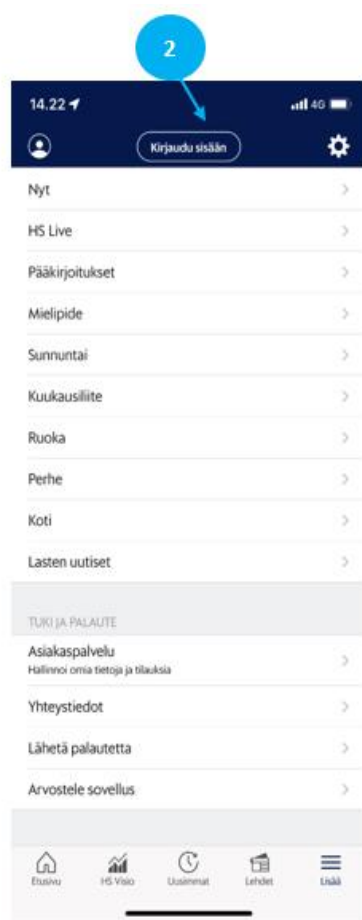 2
14.22
4G
Kirjaudu sisään
Nyt
HS Live
Pääkirjoitukset
Mielipide
Sunnuntai
Kuukausiliite
Ruoka
Perhe
Koti
Lasten uutiset
TUKI JA PALAUTE
Asiakaspalvelu
Hallinnoi omia tietoja ja tilauksia
Yhteystiedot
Lähetä palautetta
Arvostele sovellus
Etusivu HS Visio Uusimmat Lehdet Lisää